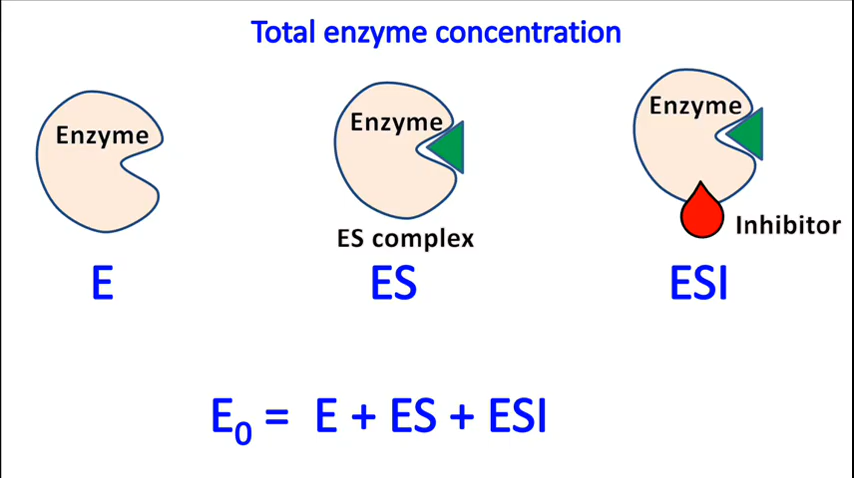 Total enzyme concentration
Enzyme
Enzyme
Enzyme
Inhibitor
ES complex
E
ES
ESI
E₀ = E + ES + ESI